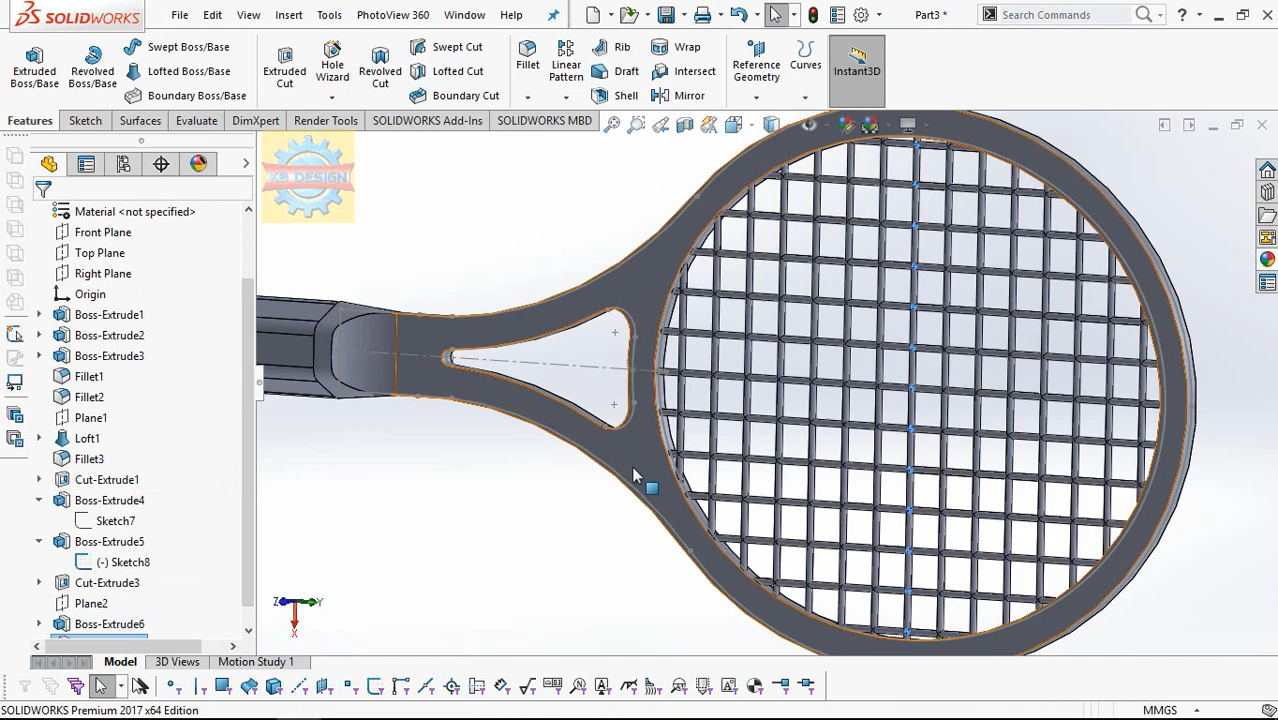 SOLIDWORKS
File Edit View Insert Tools PhotoView 360 Window Help
Part3 *
Search Commands
Extruded Boss/Base
Revolved Boss/Base
Swept Boss/Base
Lofted Boss/Base
Boundary Boss/Base
Extruded Cut
Hole Wizard
Revolved Cut
Swept Cut
Lofted Cut
Boundary Cut
Fillet
Linear Pattern
Rib
Draft
Shell
Wrap
Intersect
Mirror
Reference Geometry
Curves
Instant3D
Features Sketch Surfaces Evaluate DimXpert Render Tools SOLIDWORKS Add-Ins SOLIDWORKS MBD
KB DESIGN
Material <not specified>
Front Plane
Top Plane
Right Plane
Origin
Boss-Extrude1
Boss-Extrude2
Boss-Extrude3
Fillet1
Fillet2
Plane1
Loft1
Fillet3
Cut-Extrude1
Boss-Extrude4
Sketch7
Boss-Extrude5
(-) Sketch8
Cut-Extrude3
Plane2
Boss-Extrude6
Z Y
X
Model 3D Views Motion Study 1
SOLIDWORKS Premium 2017 x64 Edition
MMGS